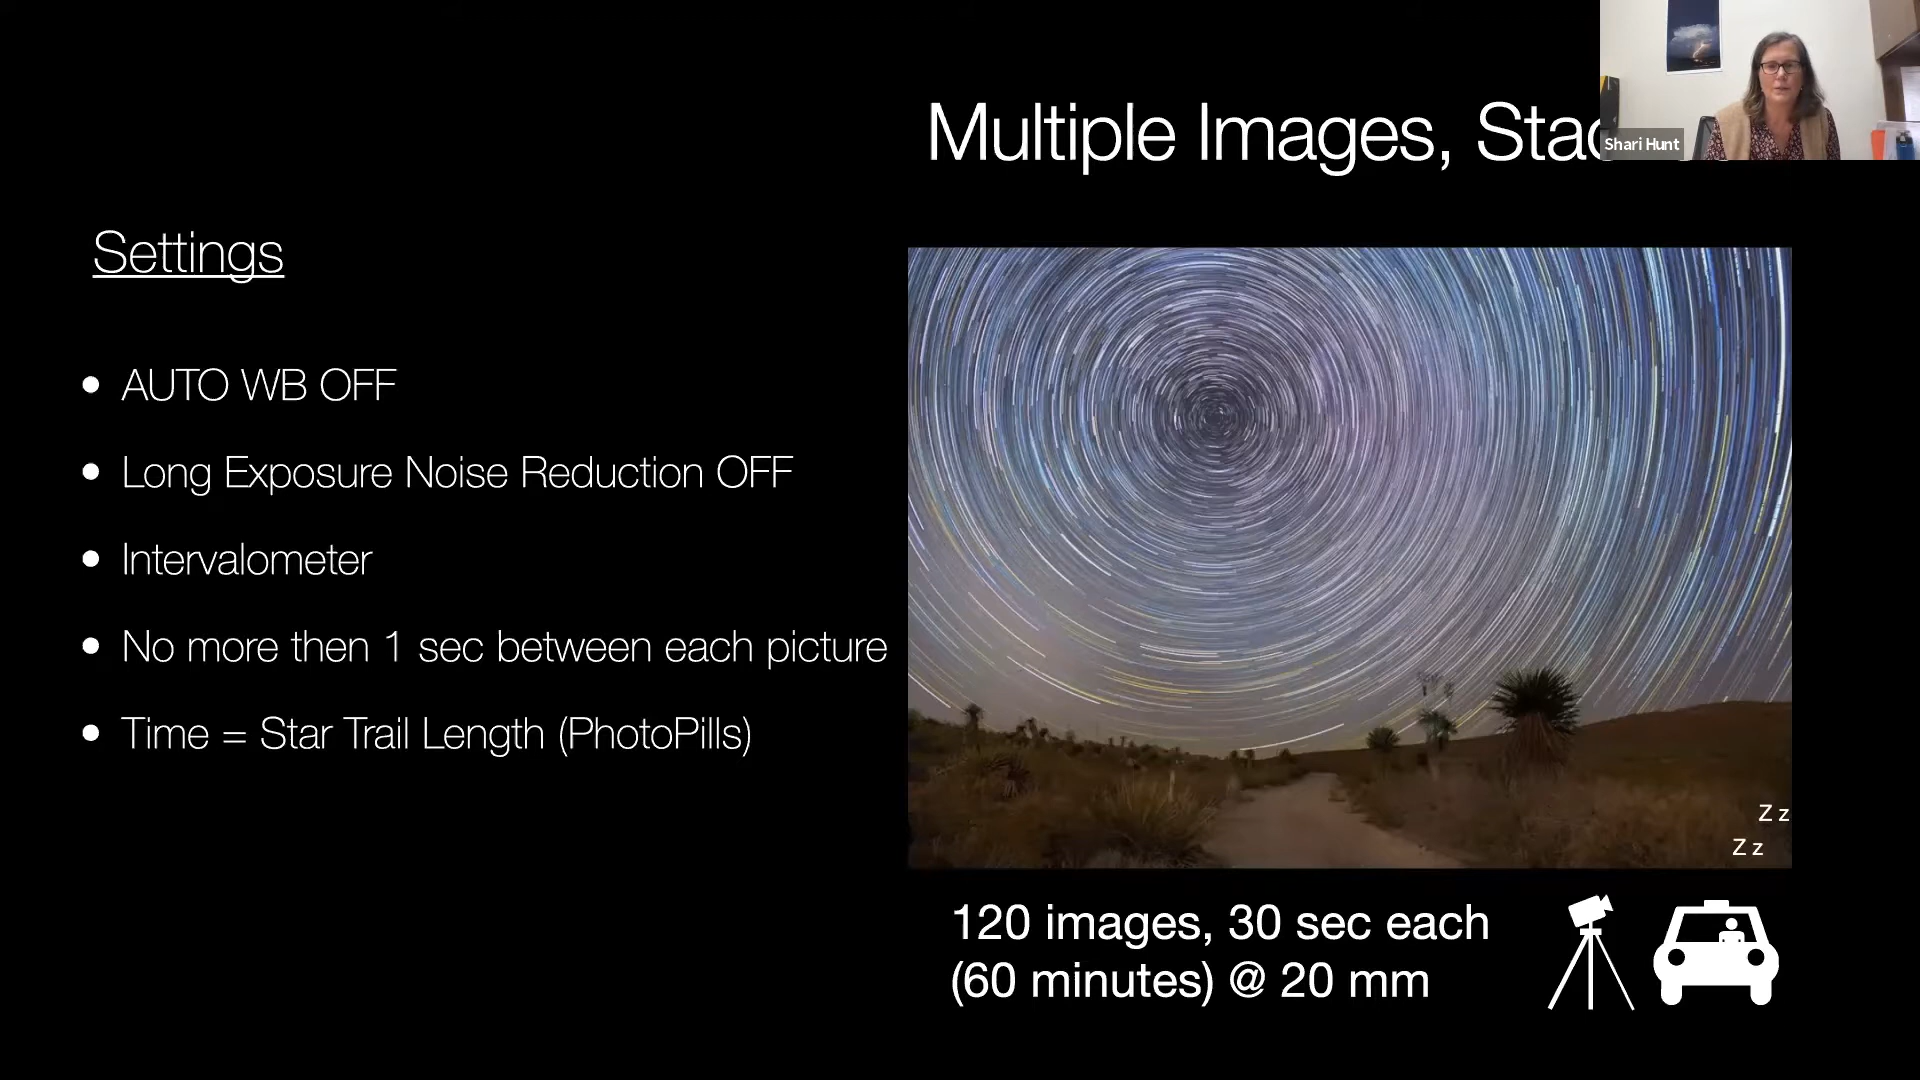 Multiple Images,
Shari Hunt
Settings
• AUTO WB OFF
• Long Exposure Noise Reduction OFF
• Intervalometer
• No more then 1 sec between each picture
• Time = Star Trail Length (PhotoPills)
Z z
Z z
120 images, 30 sec each
(60 minutes) @ 20 mm